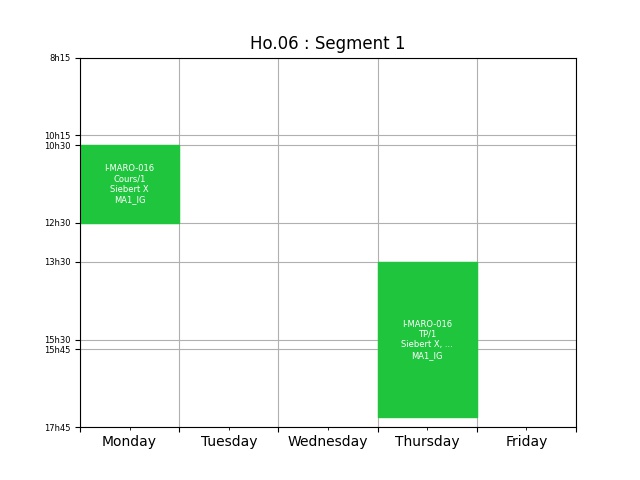 Ho.06 : Segment 1
8h15
10h15
10h30
I-MARO-016
Cours/1
Siebert X
MA1_IG
12h30
13h30
I-MARO-016
TP/1
Siebert X, ...
MA1_IG
15h30
15h45
17h45
Monday Tuesday Wednesday Thursday Friday